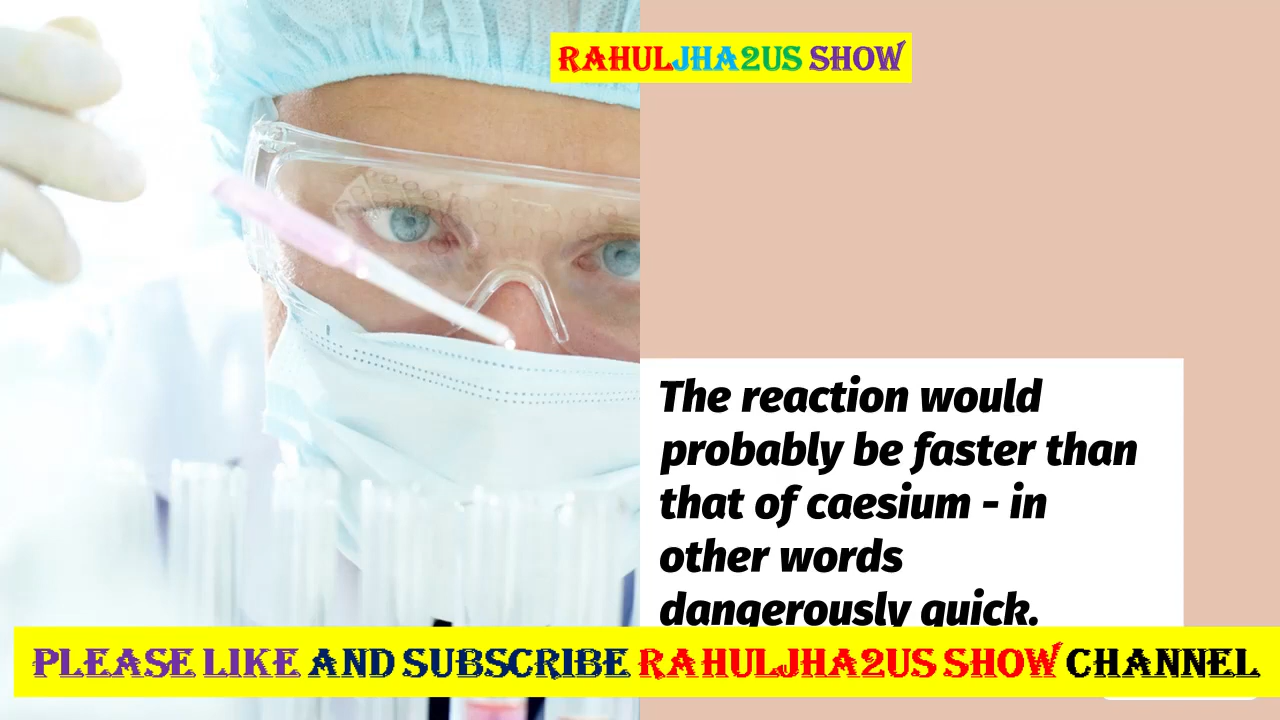 RAHULJHA2US SHOW
The reaction would
probably be faster than
that of caesium - in
other words
dangerously quick.
PLEASE LIKE AND SUBSCRIBE RAHULJHA2US SHOW CHANNEL